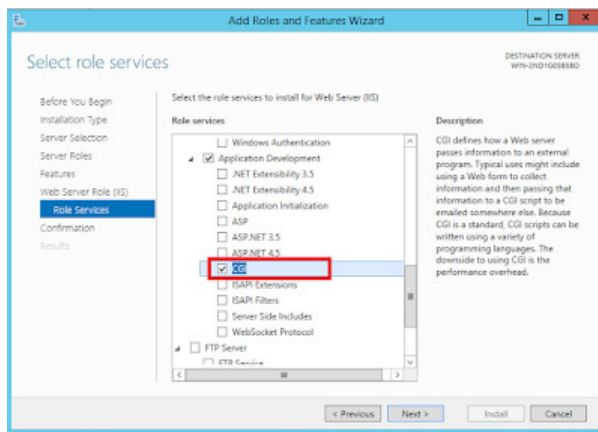 Add Roles and Features Wizard
Select role services
DESTINATION SERVER
Before You Begin
Installation Type
Server Selection
Server Roles
Features
Web Server Role (IIS)
Role Services
Confirmation
Results
Select the role services to install for Web Server (IIS)
Role services
Windows Authentication
Application Development
.NET Extensibility 3.5
.NET Extensibility 4.5
Application Initialization
ASP
ASP.NET 3.5
ASP.NET 4.5
CGI
ISAPI Extensions
ISAPI Filters
Server Side Includes
WebSocket Protocol
FTP Server
FTP Service
Description
CGI defines how a Web server
passes information to an external
program. Typical uses might include
using a Web form to collect
information and then passing that
information to a CGI script to be
emailed somewhere else. Because
CGI is a standard, CGI scripts can be
written using a variety of
programming languages. The
downside to using CGI is the
performance overhead.
< Previous
Next >
Install
Cancel